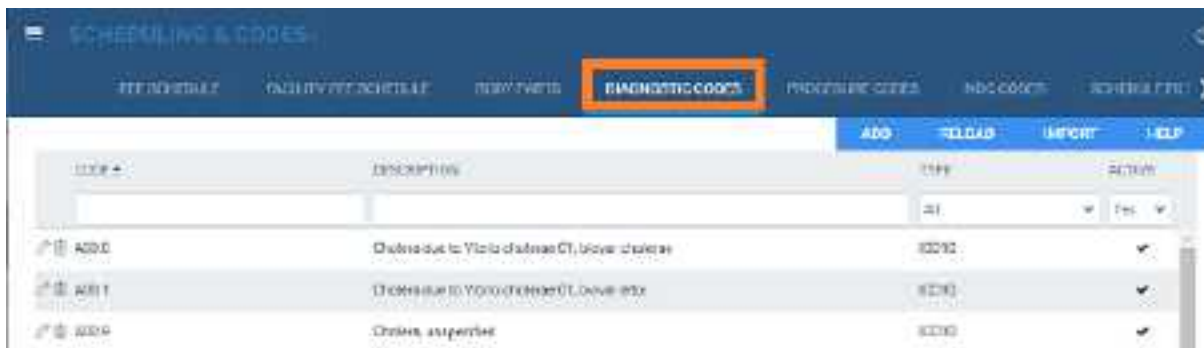 SCHEDULING & CODES
FEE SCHEDULE FACILITY FEE SCHEDULE BODY PARTS DIAGNOSTIC CODES PROCEDURE CODES NDC CODES
ADD RELOAD IMPORT HELP
CODE DESCRIPTION TYPE ACTIVE
All Yes
A00.0 Cholera due to Vibrio cholerae 01, biovar cholerae ICD10
A00.1 Cholera due to Vibrio cholerae 01, biovar eltor ICD10
A00.9 Cholera, unspecified ICD10